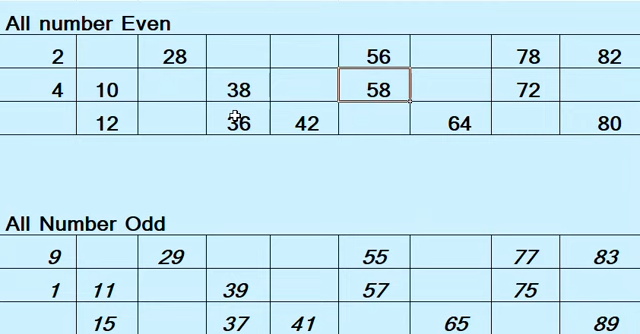 All number Even
2 28 56 78 82
4 10 38 58 72
12 36 42 64 80
All Number Odd
9 29 55 77 83
1 11 39 57 75
15 37 41 65 89